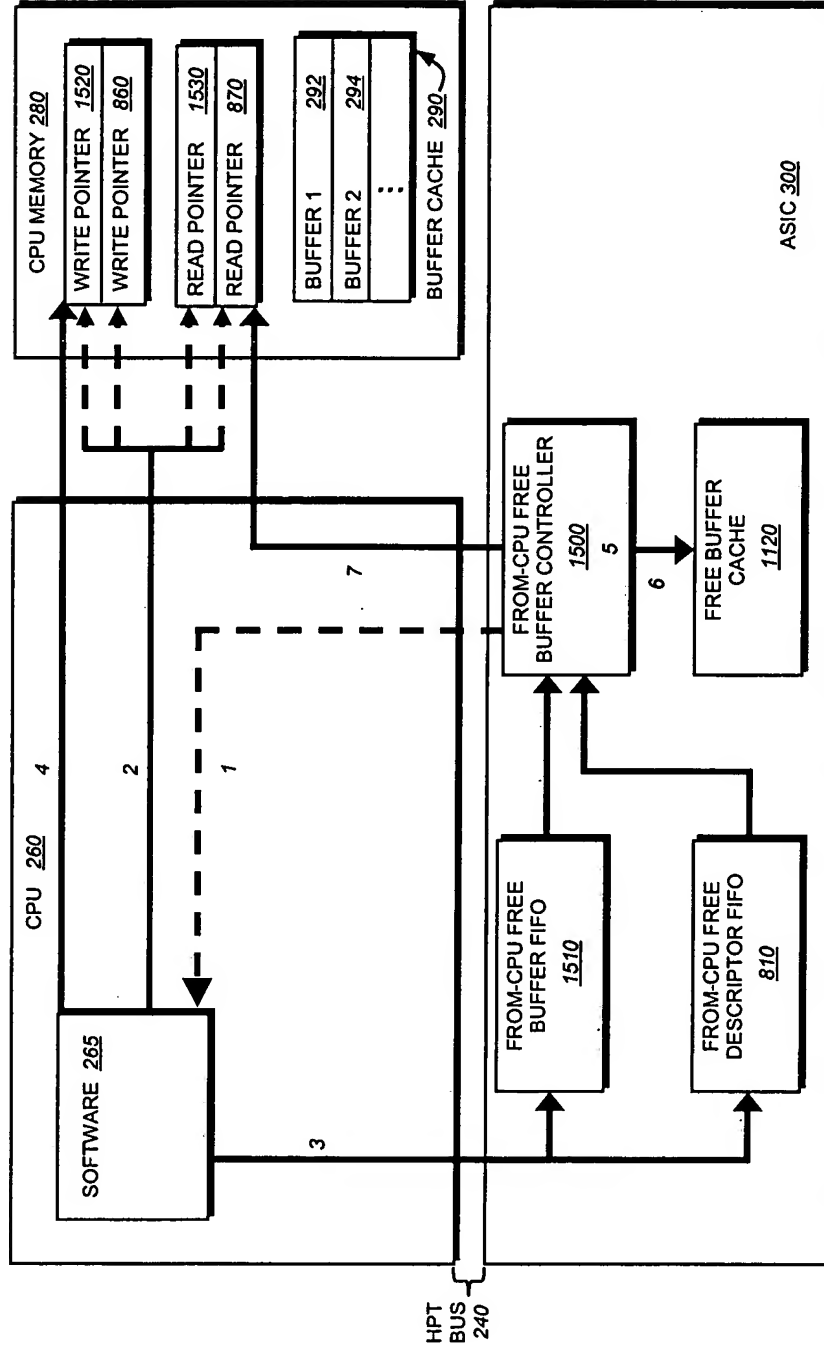 CPU 260
SOFTWARE 265
4
2
1
3
7
CPU MEMORY 280
WRITE POINTER 1520
WRITE POINTER 860
READ POINTER 1530
READ POINTER 870
BUFFER 1 292
BUFFER 2 294
...
BUFFER CACHE 290
HPT
BUS
240
FROM-CPU FREE
BUFFER FIFO
1510
FROM-CPU FREE
DESCRIPTOR FIFO
810
FROM-CPU FREE
BUFFER CONTROLLER
1500
5
6
FREE BUFFER
CACHE
1120
ASIC 300